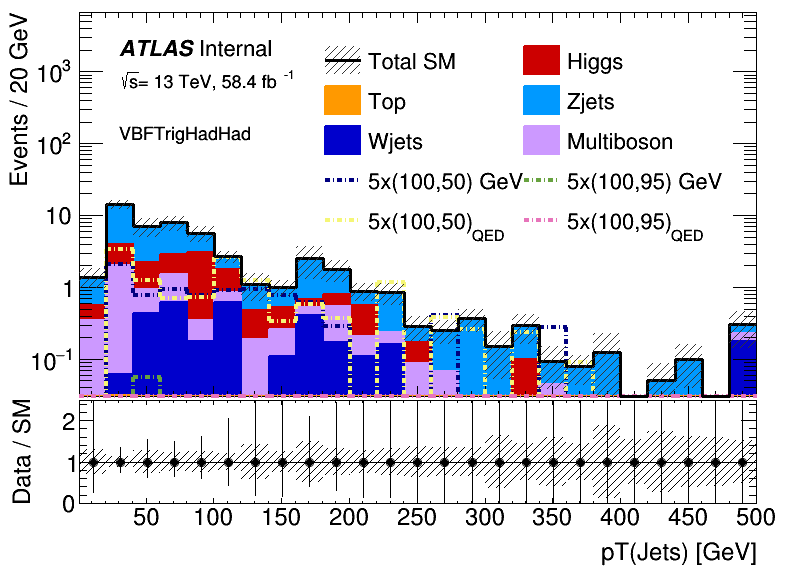 ATLAS Internal
√s= 13 TeV, 58.4 fb⁻¹
VBFTrigHadHad
Total SM
Higgs
Top
Zjets
Wjets
Multiboson
5x(100,50) GeV
5x(100,95) GeV
5x(100,50)_QED
5x(100,95)_QED
Events / 20 GeV
10³
10²
10
1
10⁻¹
Data / SM
2
1
0
50 100 150 200 250 300 350 400 450 500
pT(Jets) [GeV]